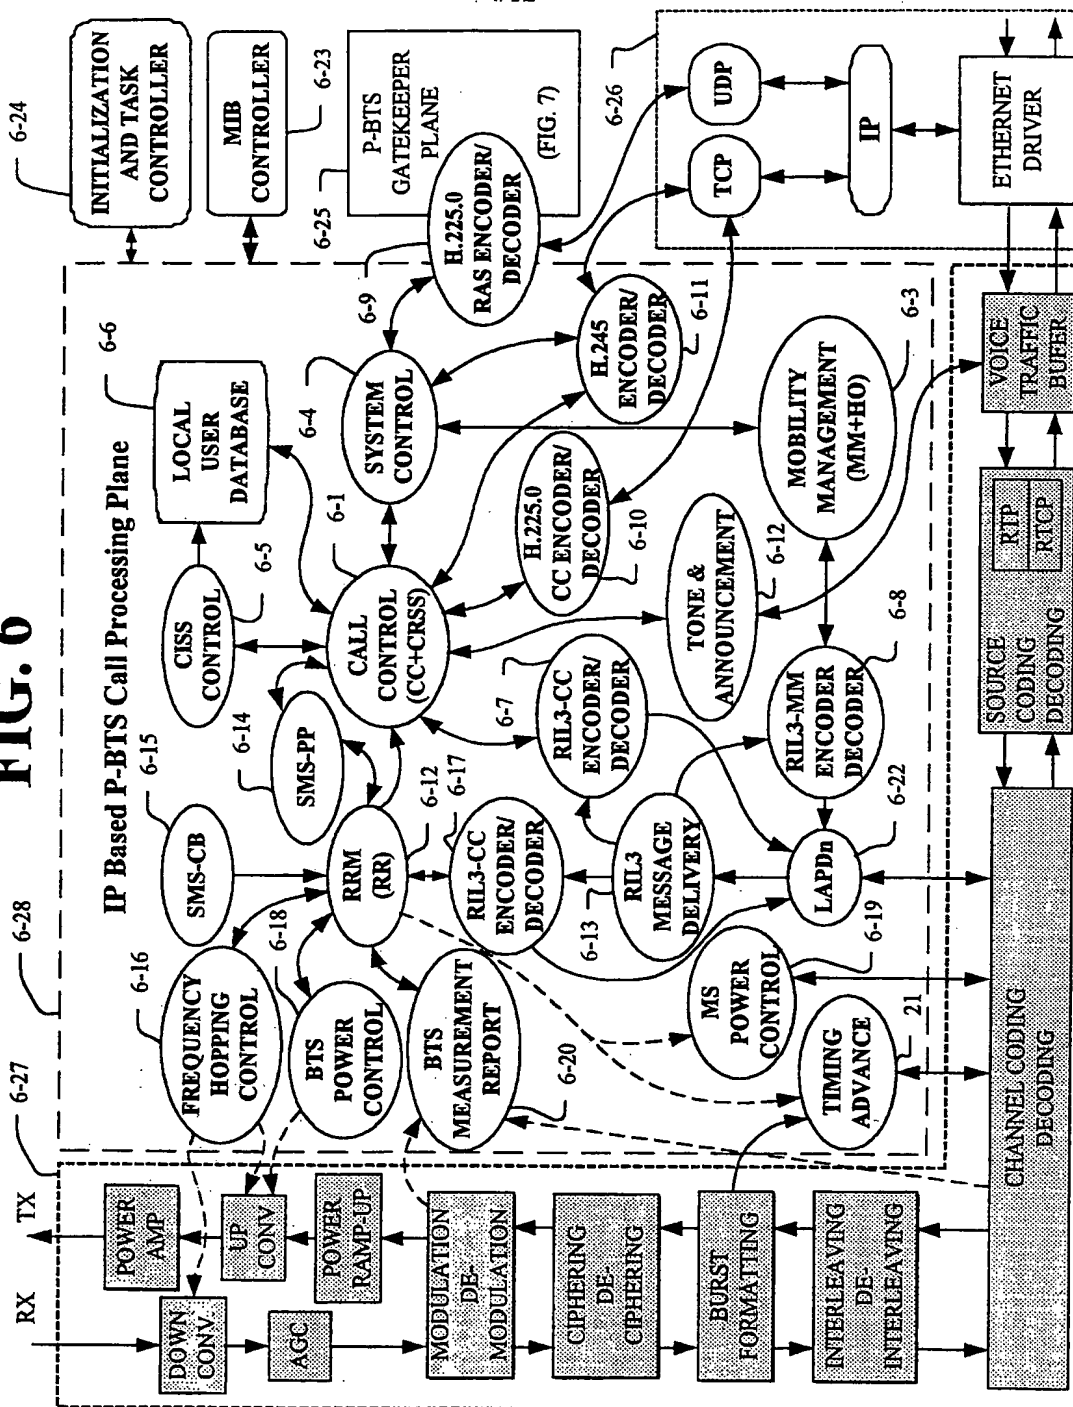 FIG. 6
IP Based P-BTS Call Processing Plane
6-27
6-28
RX
TX
DOWN
CONV.
AGC
POWER
AMP
UP
CONV
POWER
RAMP-UP
MODULATION
DE-
MODULATION
CIPHERING
DE-
CIPHERING
BURST
FORMATTING
INTERLEAVING
DE-
INTERLEAVING
CHANNEL CODING
DECODING
6-16
FREQUENCY
HOPPING
CONTROL
6-18
BTS
POWER
CONTROL
BTS
MEASUREMENT
REPORT
6-20
MS
POWER
CONTROL
6-19
TIMING
ADVANCE
21
6-15
SMS-CB
6-14
SMS-PP
RRM
(RR)
6-12
6-17
RIL3-CC
ENCODER/
DECODER
6-13
RIL3
MESSAGE
DELIVERY
LAPDn
6-22
6-5
CISS
CONTROL
6-6
LOCAL
USER
DATABASE
6-1
CALL
CONTROL
(CC+CRSS)
6-7
RIL3-CC
ENCODER/
DECODER
RIL3-MM
ENCODER
DECODER
6-8
6-4
SYSTEM
CONTROL
H.225.0
CC ENCODER/
DECODER
6-10
TONE &
ANNOUNCEMENT
6-12
6-9
H.225.0
RAS ENCODER/
DECODER
H.245
ENCODER/
DECODER
6-11
MOBILITY
MANAGEMENT
(MM+HO)
6-3
6-24
INITIALIZATION
AND TASK
CONTROLLER
MIB
CONTROLLER
6-23
6-25
P-BTS
GATEKEEPER
PLANE
(FIG. 7)
6-26
TCP
UDP
IP
ETHERNET
DRIVER
VOICE
TRAFFIC
BUFFER
SOURCE
CODING
DECODING
RTP
RTCP